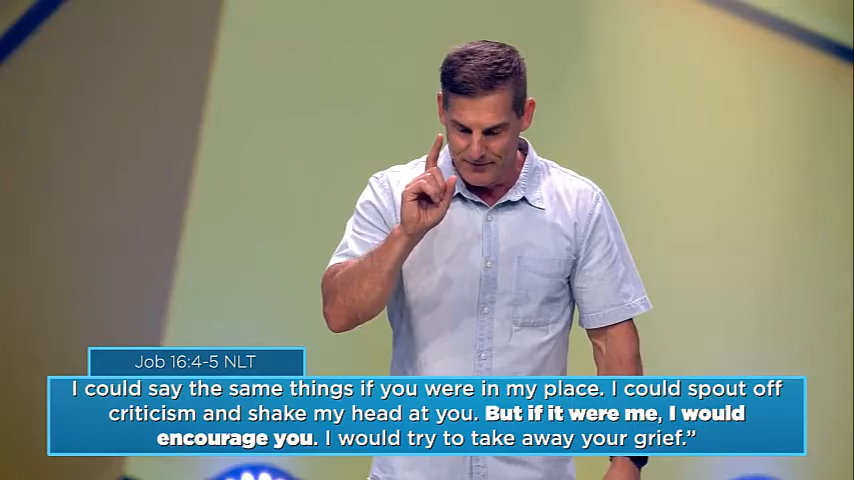 Job 16:4-5 NLT
I could say the same things if you were in my place. I could spout off
criticism and shake my head at you. But if it were me, I would
encourage you. I would try to take away your grief.”